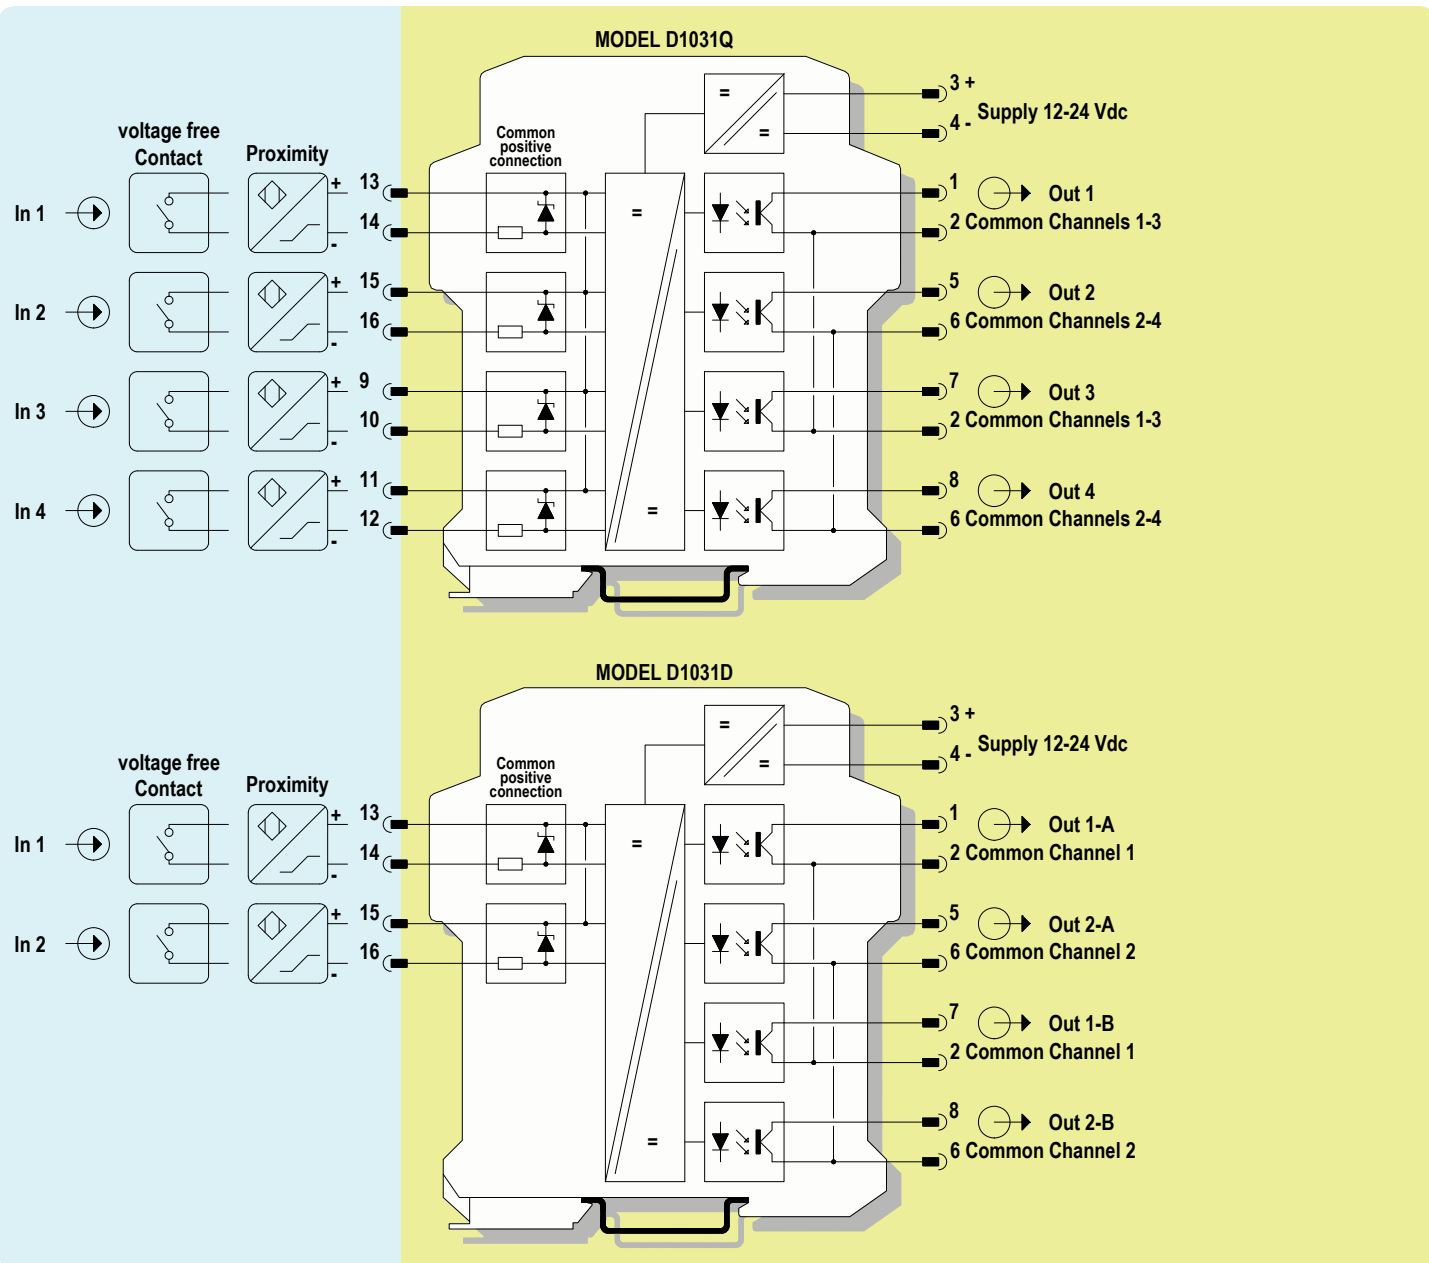 MODEL D1031Q
3 +
Supply 12-24 Vdc
4 -
voltage free
Contact
Proximity
Common
positive
connection
In 1
+ 13
14
-
1
Out 1
2 Common Channels 1-3
In 2
+ 15
16
-
5
Out 2
6 Common Channels 2-4
In 3
+ 9
10
-
7
Out 3
2 Common Channels 1-3
In 4
+ 11
12
-
8
Out 4
6 Common Channels 2-4
=
=
=
=
MODEL D1031D
3 +
Supply 12-24 Vdc
4 -
voltage free
Contact
Proximity
Common
positive
connection
In 1
+ 13
14
-
1
Out 1-A
2 Common Channel 1
In 2
+ 15
16
-
5
Out 2-A
6 Common Channel 2
7
Out 1-B
2 Common Channel 1
8
Out 2-B
6 Common Channel 2
=
=
=
=